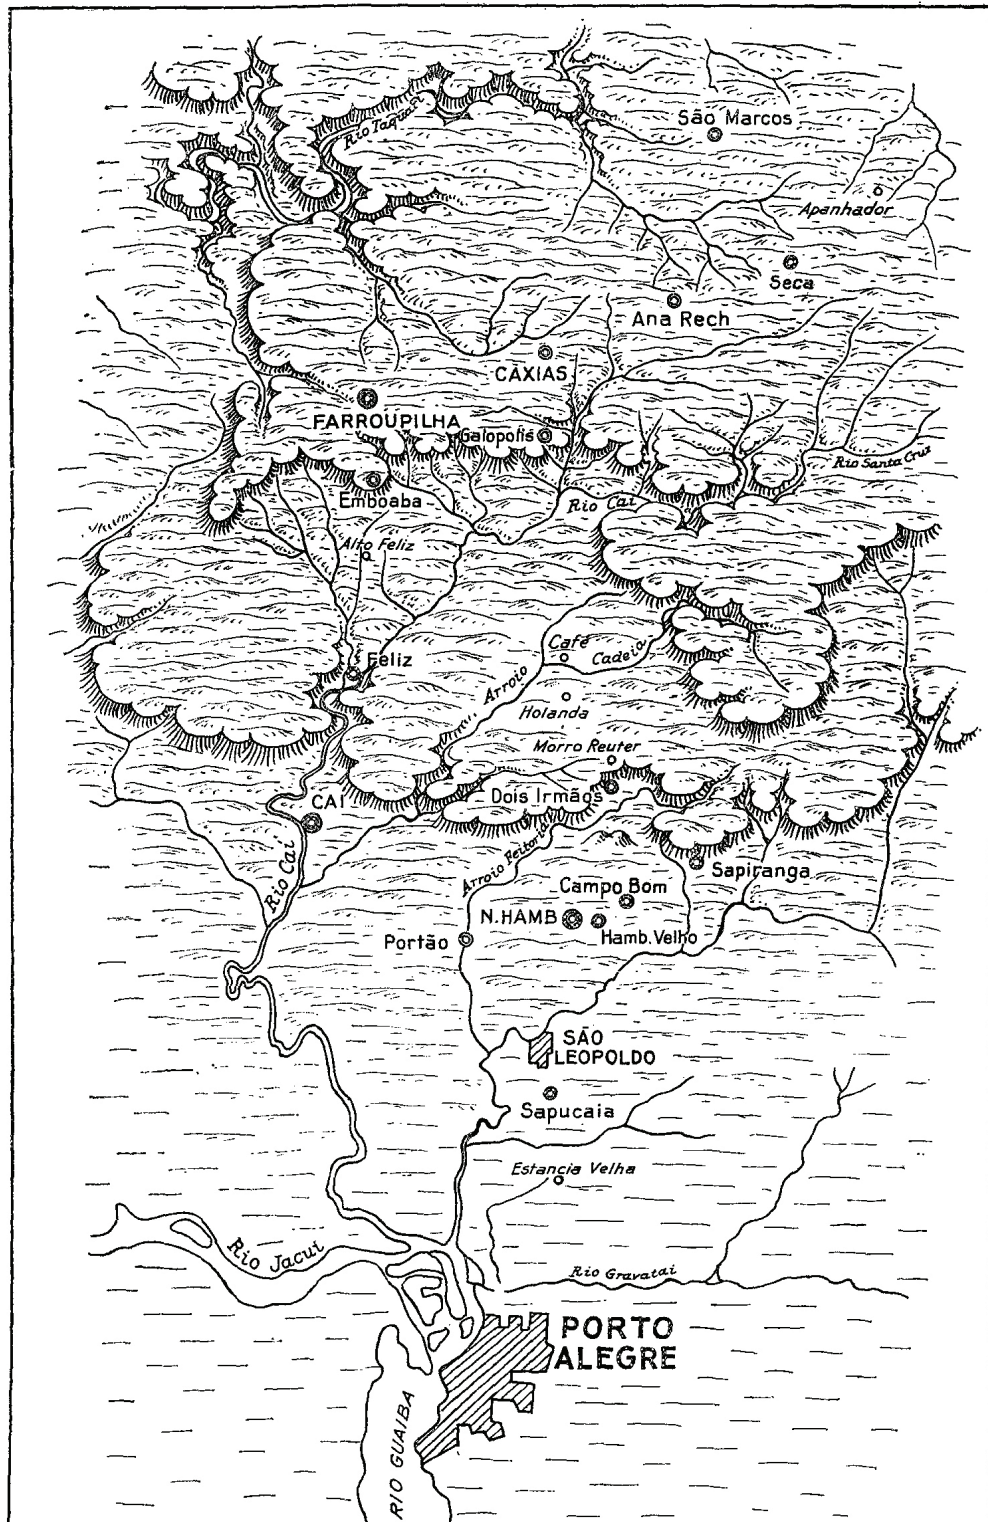 Rio Taquari
São Marcos
Apanhador
Seca
Ana Rech
CAXIAS
FARROUPILHA
Galopolis
Rio Santa Cruz
Emboaba
Rio Cai
Alto Feliz
Café
Cadeia
Feliz
Arroio
Holanda
Morro Reuter
Dois Irmãos
CAI
Arroio Feitoria
Sapiranga
Rio Caí
Campo Bom
N. HAMB
Hamb. Velho
Portão
SÃO
LEOPOLDO
Sapucaia
Estancia Velha
Rio Jacuí
Rio Gravataí
PORTO
ALEGRE
RIO GUAIBA